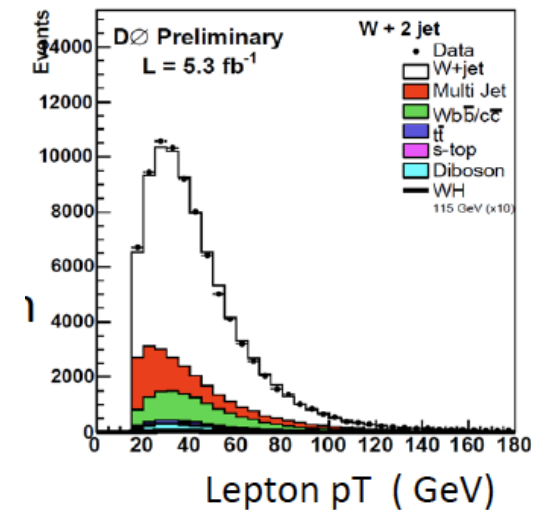 Events
14000
12000
10000
8000
6000
4000
2000
0
DØ Preliminary
L = 5.3 fb⁻¹
W + 2 jet
Data
W+jet
Multi Jet
Wbb̅/cc̅
tt̅
s-top
Diboson
WH
115 GeV (x10)
0 20 40 60 80 100 120 140 160 180
Lepton pT ( GeV)